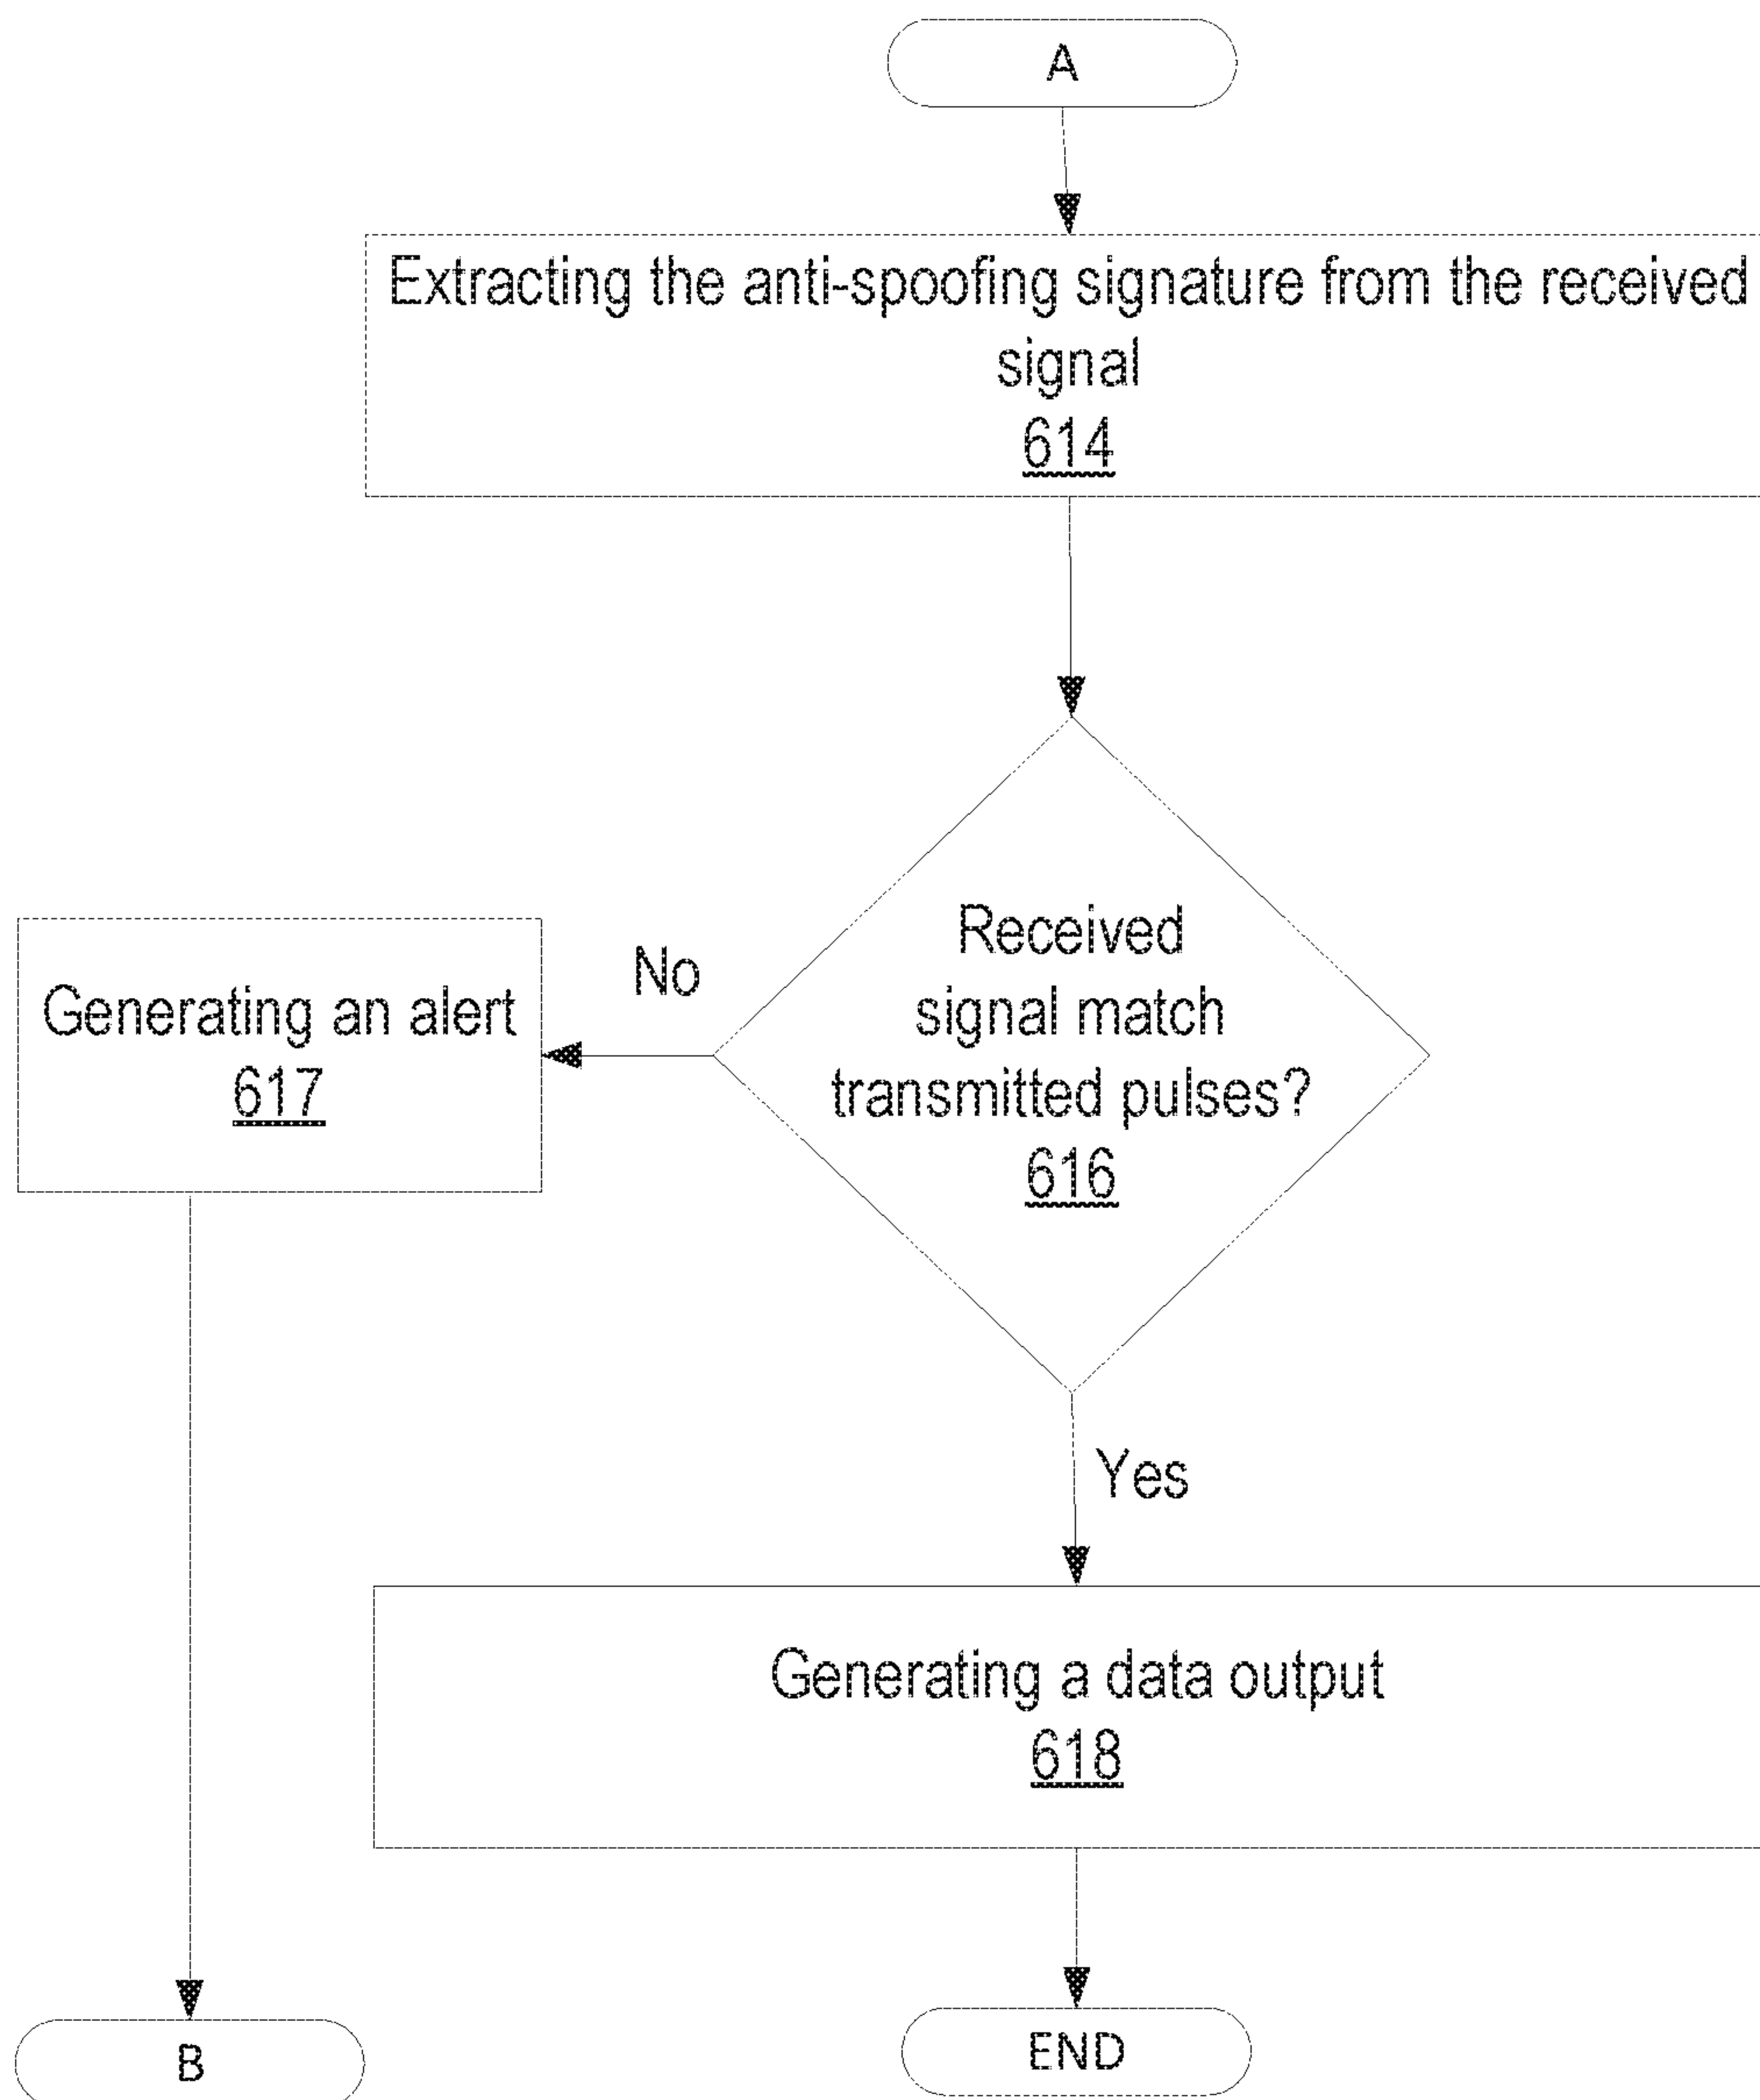 A
Extracting the anti-spoofing signature from the received
signal
614
Received
signal match
transmitted pulses?
616
No
Generating an alert
617
Yes
Generating a data output
618
B
END